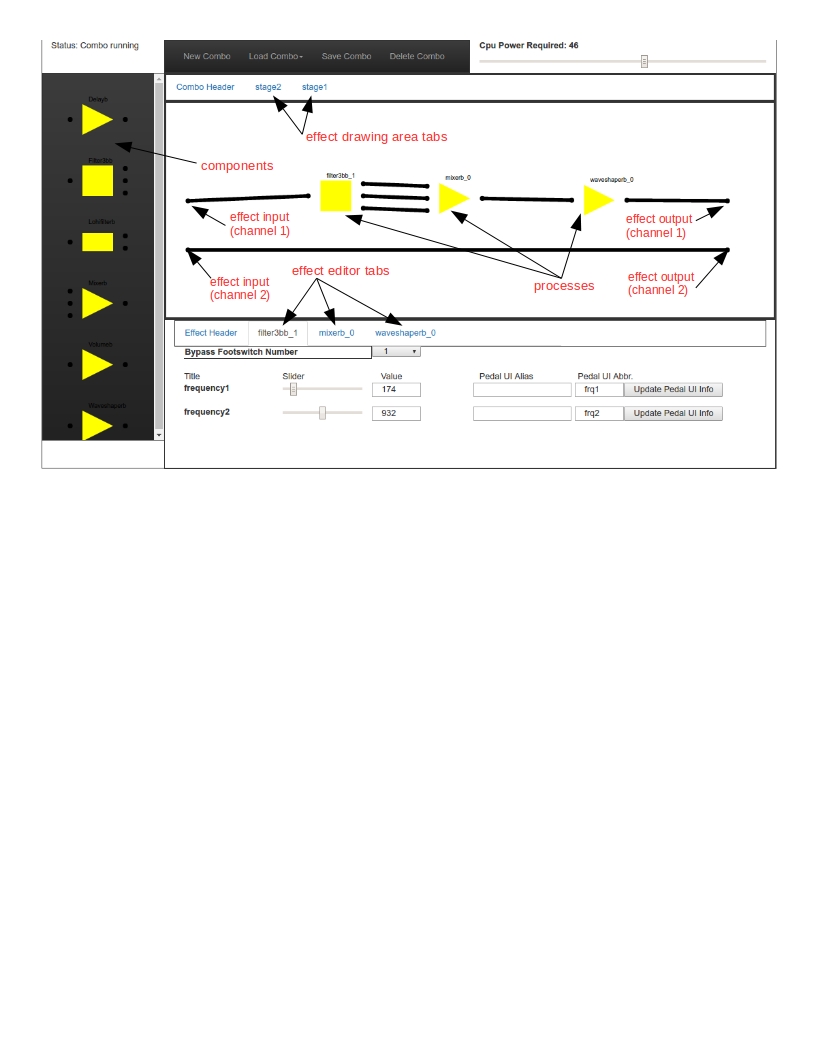 Status: Combo running
New Combo Load Combo Save Combo Delete Combo
Cpu Power Required: 46
Combo Header stage2 stage1
effect drawing area tabs
components
Delayb
Filter3bb
Lohifilterb
Mixerb
Volumeb
Waveshaperb
filter3bb_1
mixerb_0
waveshaperb_0
effect input
(channel 1)
effect output
(channel 1)
effect input
(channel 2)
effect editor tabs
processes
effect output
(channel 2)
Effect Header filter3bb_1 mixerb_0 waveshaperb_0
Bypass Footswitch Number 1
Title Slider Value Pedal UI Alias Pedal UI Abbr.
frequency1 174 frq1 Update Pedal UI Info
frequency2 932 frq2 Update Pedal UI Info